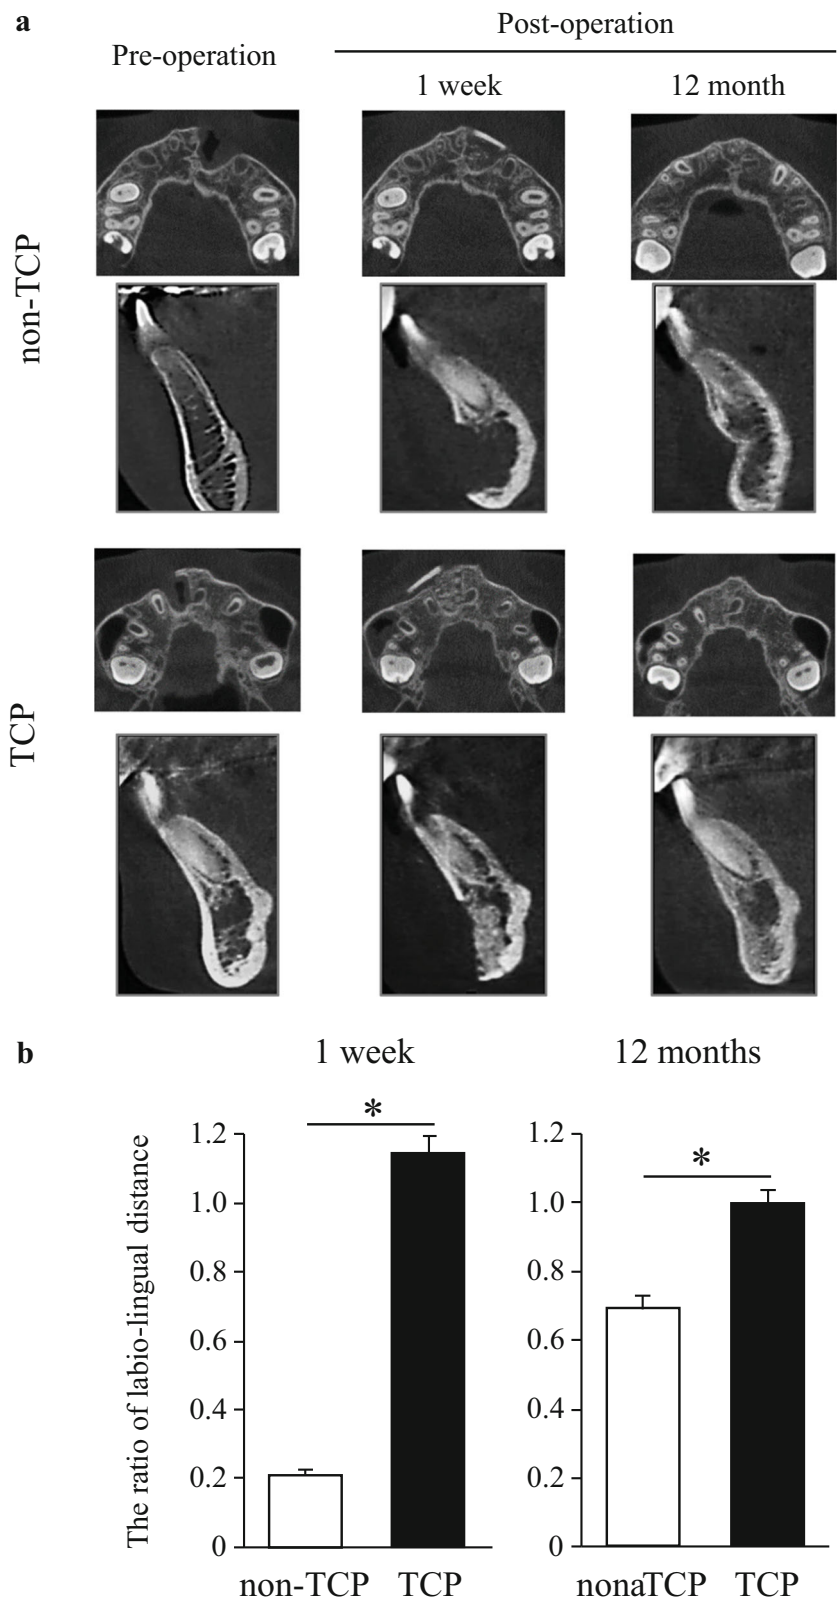 a
Post-operation
Pre-operation
1 week
12 month
non-TCP
TCP
b
1 week
12 months
The ratio of labio-lingual distance
*
1.2
1.0
0.8
0.6
0.4
0.2
0
non-TCP
TCP
*
1.2
1.0
0.8
0.6
0.4
0.2
0
nonaTCP
TCP